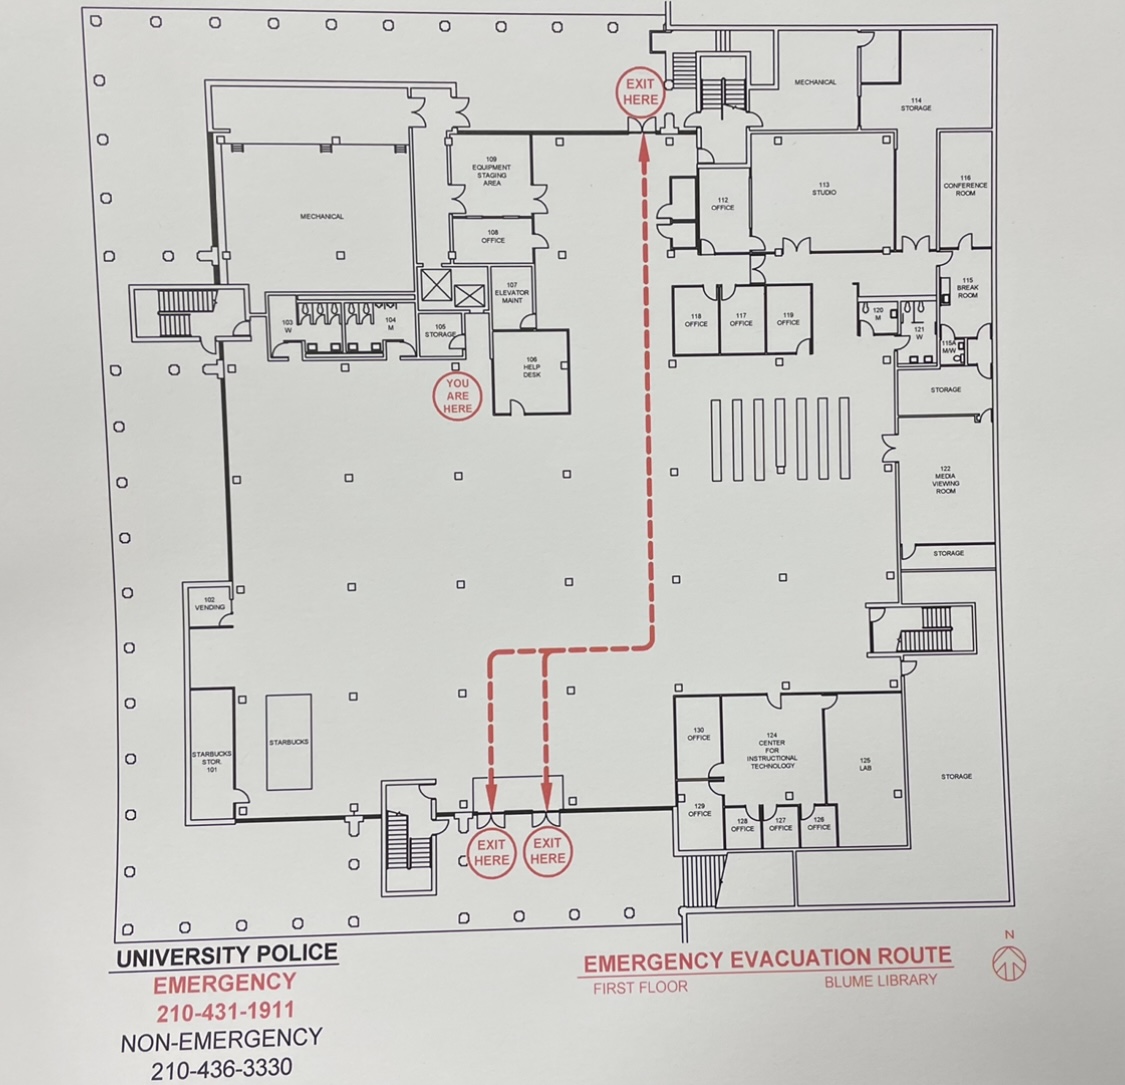 EXIT
HERE
MECHANICAL
114
STORAGE
109
EQUIPMENT
STAGING
AREA
116
CONFERENCE
ROOM
113
STUDIO
112
OFFICE
MECHANICAL
108
OFFICE
107
ELEVATOR
MAINT
115
BREAK
ROOM
103
W
104
M
105
STORAGE
118
OFFICE
117
OFFICE
119
OFFICE
120
M
121
W
115A
M/W
106
HELP
DESK
YOU
ARE
HERE
STORAGE
122
MEDIA
VIEWING
ROOM
STORAGE
102
VENDING
STARBUCKS
STOR.
101
STARBUCKS
130
OFFICE
124
CENTER
FOR
INSTRUCTIONAL
TECHNOLOGY
125
LAB
STORAGE
129
OFFICE
128
OFFICE
127
OFFICE
126
OFFICE
EXIT
HERE
EXIT
HERE
UNIVERSITY POLICE
EMERGENCY
210-431-1911
NON-EMERGENCY
210-436-3330
EMERGENCY EVACUATION ROUTE
FIRST FLOOR
BLUME LIBRARY
N